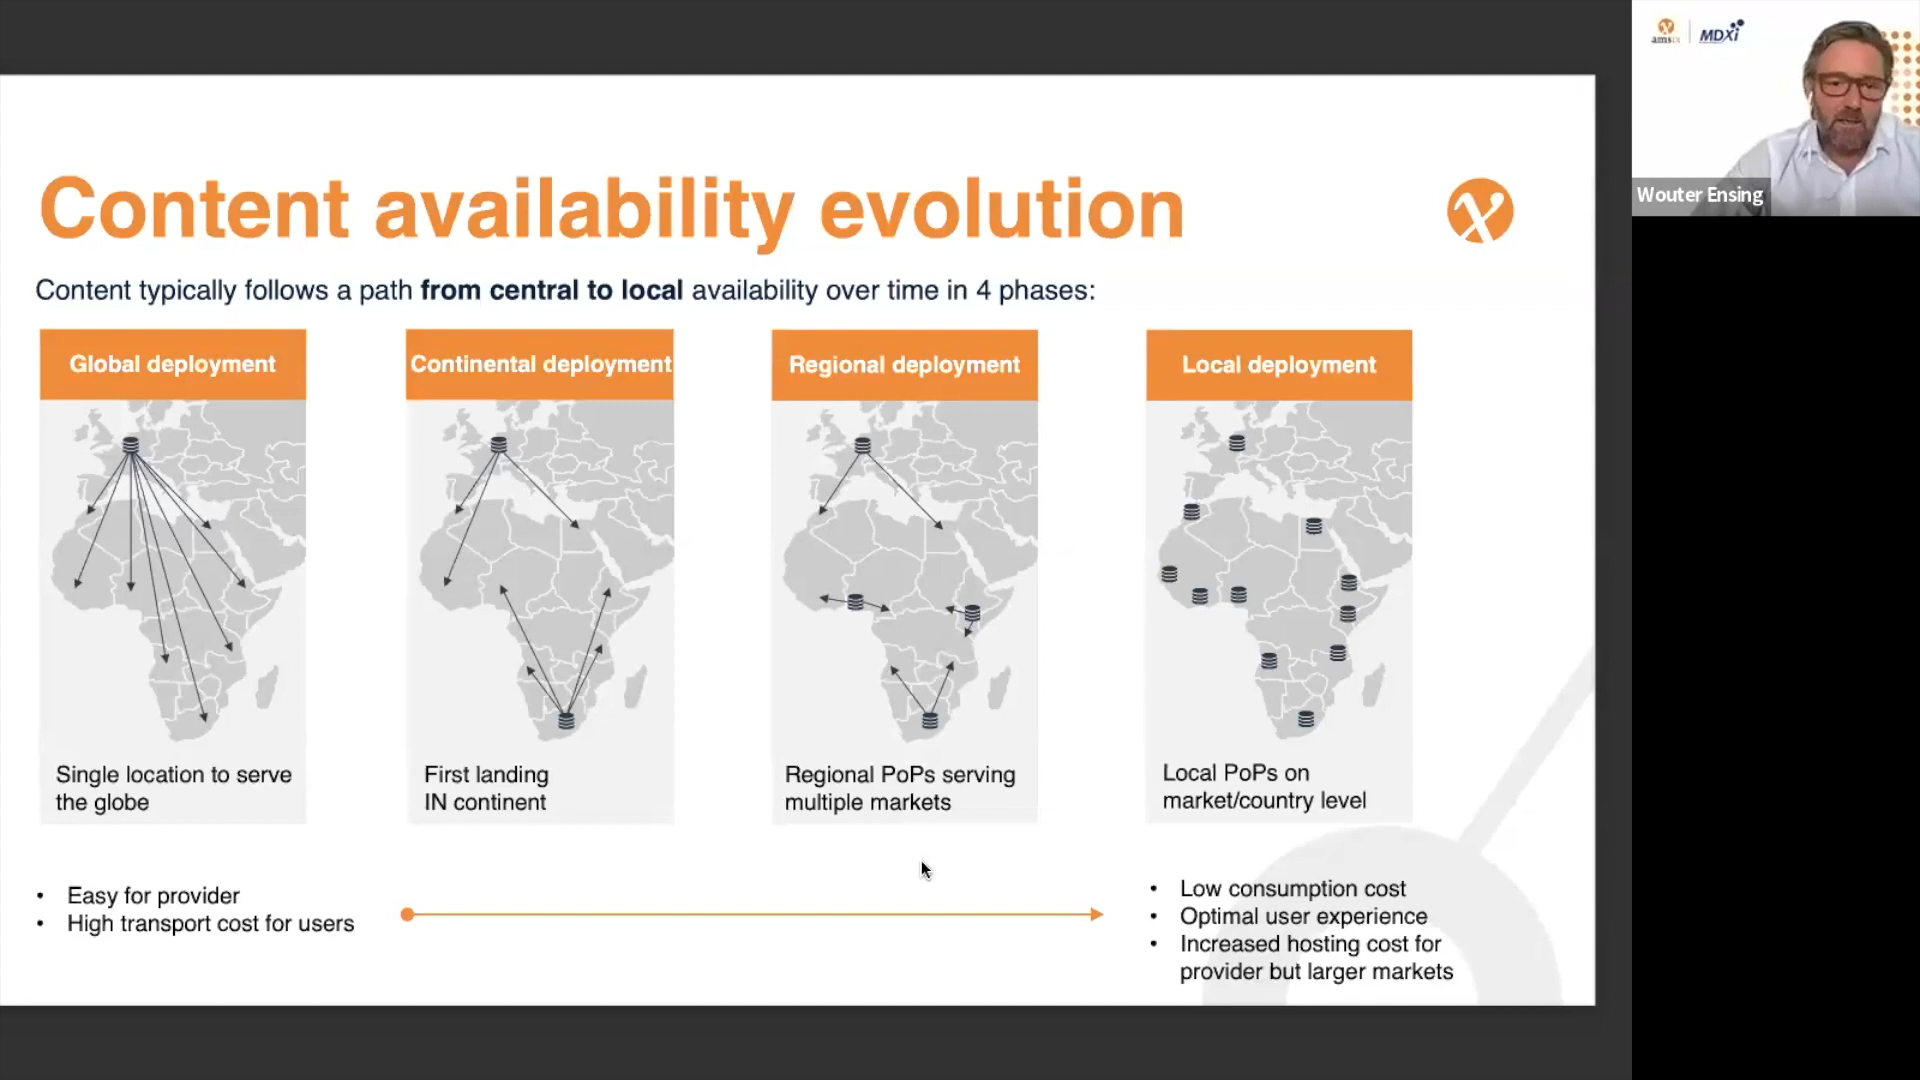 Content availability evolution
Content typically follows a path from central to local availability over time in 4 phases:
Global deployment
Single location to serve
the globe
Continental deployment
First landing
IN continent
Regional deployment
Regional PoPs serving
multiple markets
Local deployment
Local PoPs on
market/country level
• Easy for provider
• High transport cost for users
• Low consumption cost
• Optimal user experience
• Increased hosting cost for
provider but larger markets
amsix
MDXi
Wouter Ensing